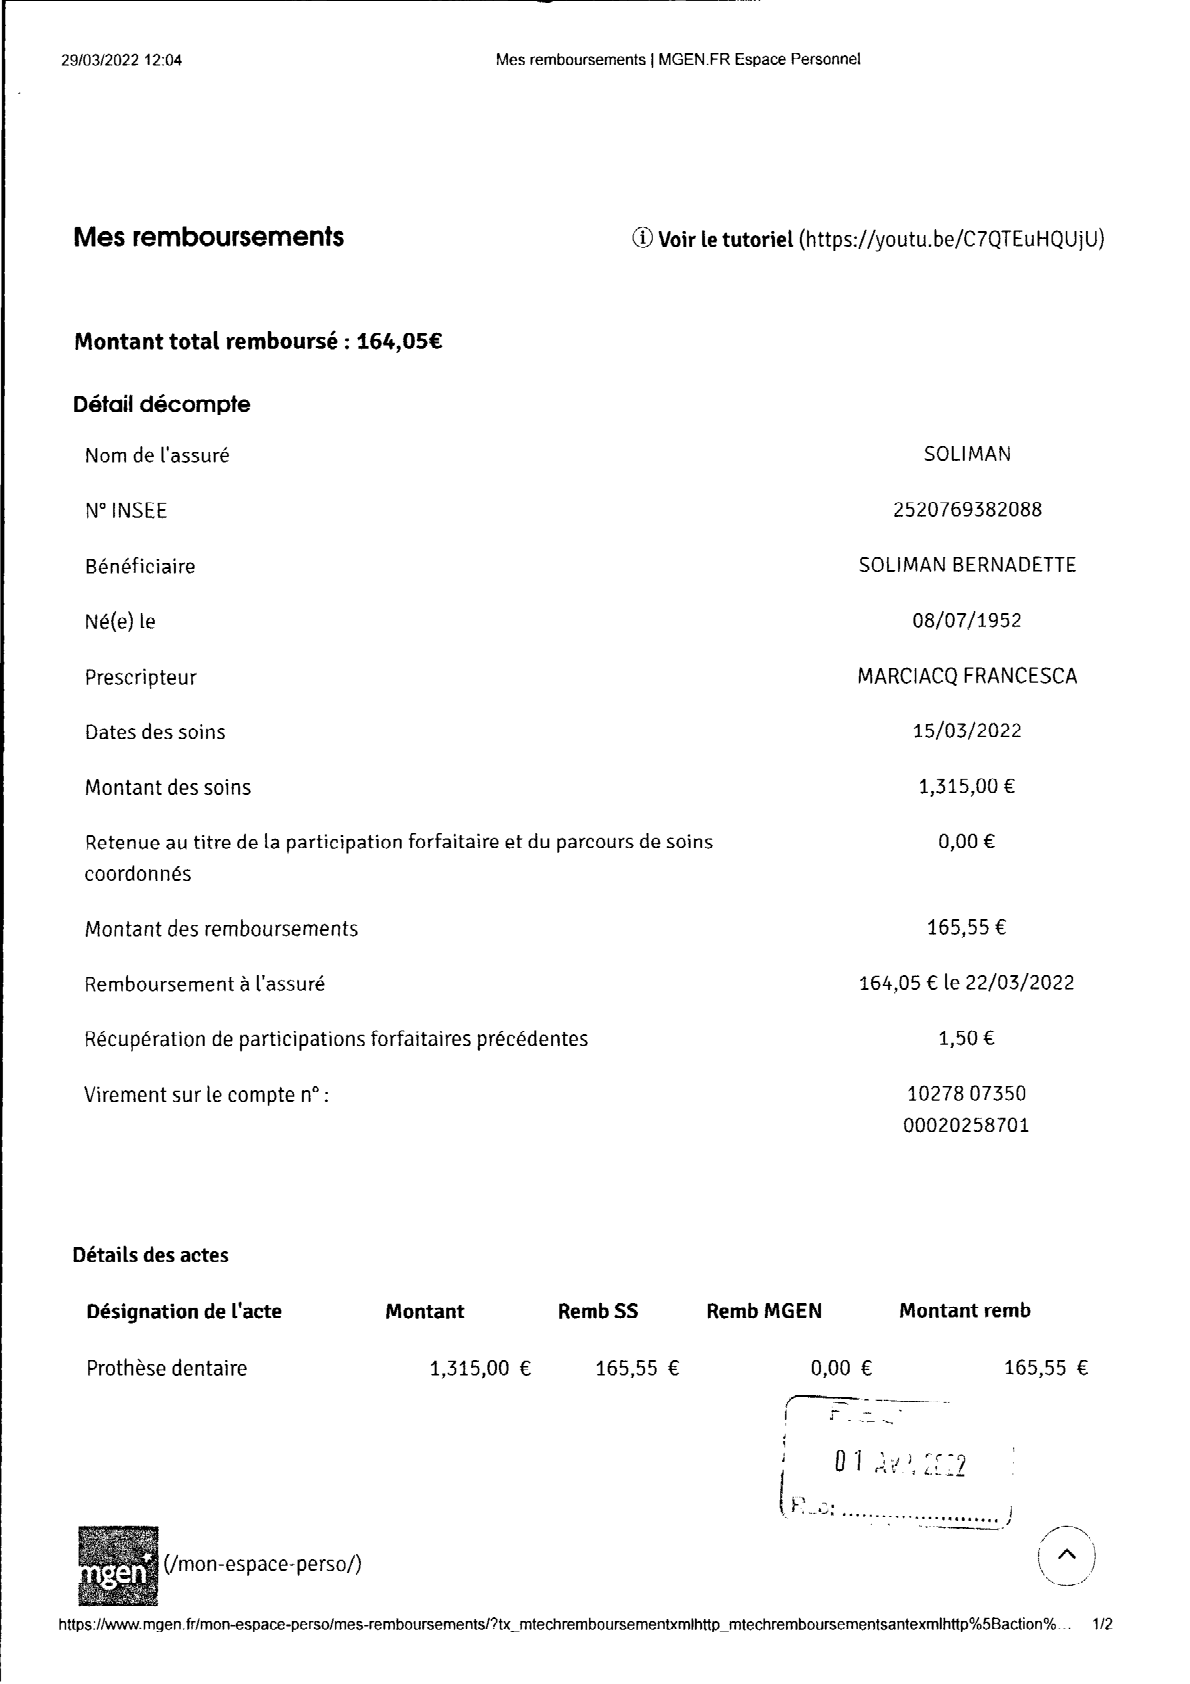 29/03/2022 12:04 Mes remboursements | MGEN.FR Espace Personnel
Mes remboursements ⓘ Voir le tutoriel (https://youtu.be/C7QTEuHQUjU)
Montant total remboursé : 164,05€
Détail décompte
Nom de l'assuré SOLIMAN
N° INSEE 2520769382088
Bénéficiaire SOLIMAN BERNADETTE
Né(e) le 08/07/1952
Prescripteur MARCIACQ FRANCESCA
Dates des soins 15/03/2022
Montant des soins 1,315,00 €
Retenue au titre de la participation forfaitaire et du parcours de soins 0,00 €
coordonnés
Montant des remboursements 165,55 €
Remboursement à l'assuré 164,05 € le 22/03/2022
Récupération de participations forfaitaires précédentes 1,50 €
Virement sur le compte n° : 10278 07350
00020258701
Détails des actes
Désignation de l'acte Montant Remb SS Remb MGEN Montant remb
Prothèse dentaire 1,315,00 € 165,55 € 0,00 € 165,55 €
01
mgen (/mon-espace-perso/)
https://www.mgen.fr/mon-espace-perso/mes-remboursements/?tx_mtechremboursementxmlhttp_mtechremboursementsantexmlhttp%5Baction%... 1/2